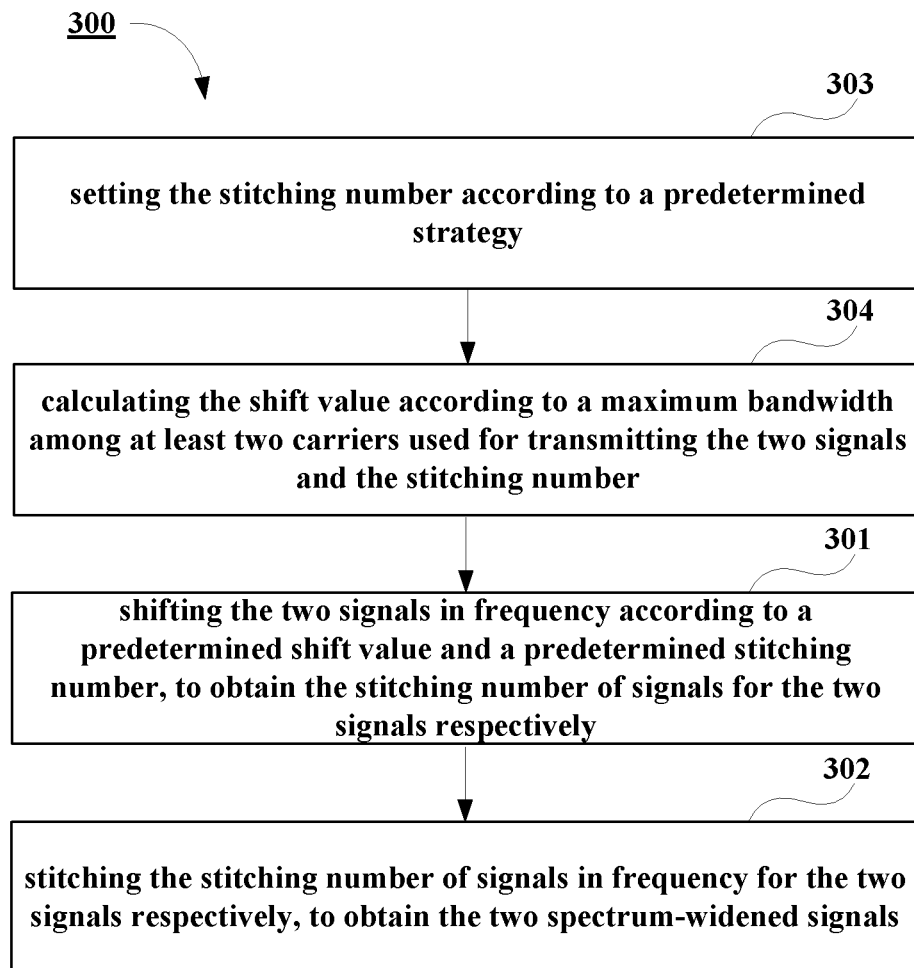 300
303
setting the stitching number according to a predetermined
strategy
304
calculating the shift value according to a maximum bandwidth
among at least two carriers used for transmitting the two signals
and the stitching number
301
shifting the two signals in frequency according to a
predetermined shift value and a predetermined stitching
number, to obtain the stitching number of signals for the two
signals respectively
302
stitching the stitching number of signals in frequency for the two
signals respectively, to obtain the two spectrum-widened signals